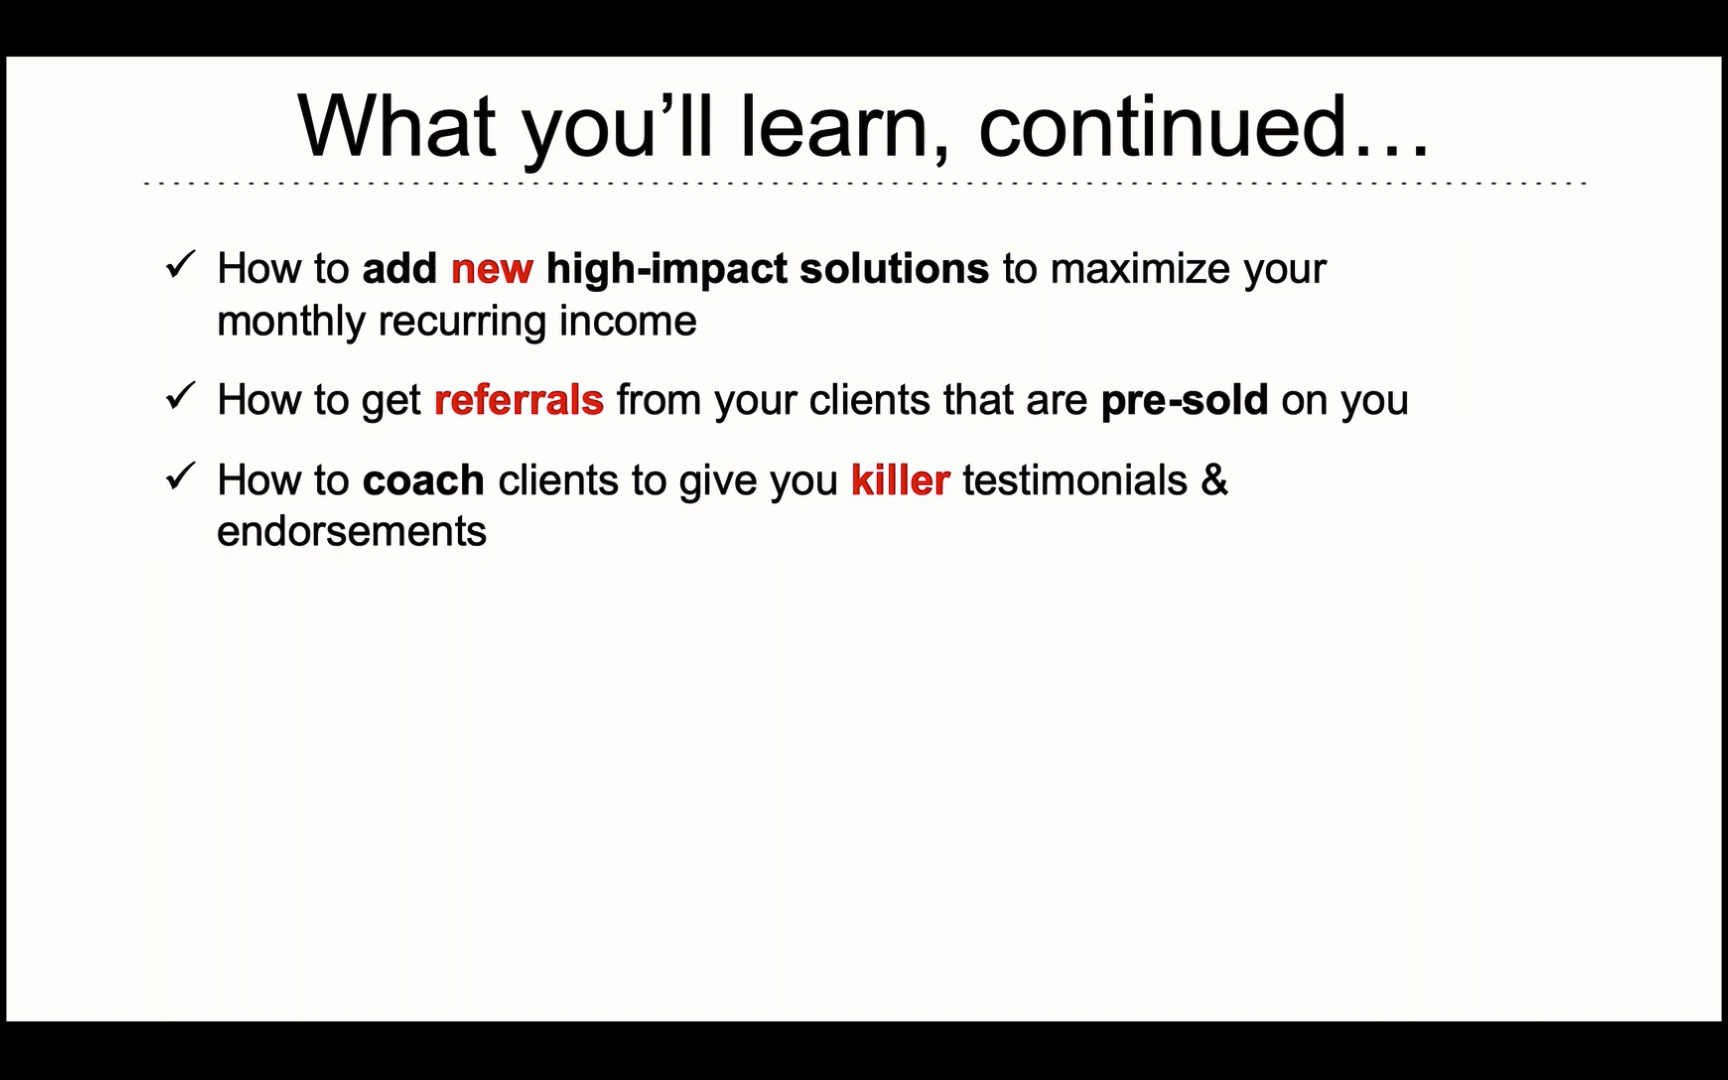 What you’ll learn, continued…
✓ How to add new high-impact solutions to maximize your
monthly recurring income
✓ How to get referrals from your clients that are pre-sold on you
✓ How to coach clients to give you killer testimonials &
endorsements